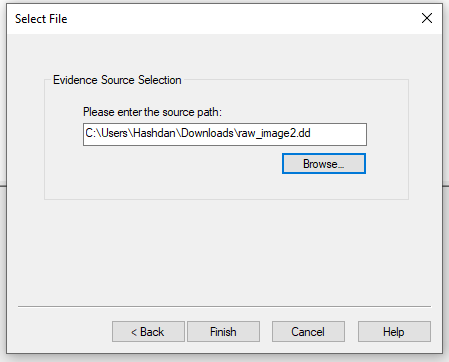 Select File
Evidence Source Selection
Please enter the source path:
C:\Users\Hashdan\Downloads\raw_image2.dd
Browse...
< Back
Finish
Cancel
Help